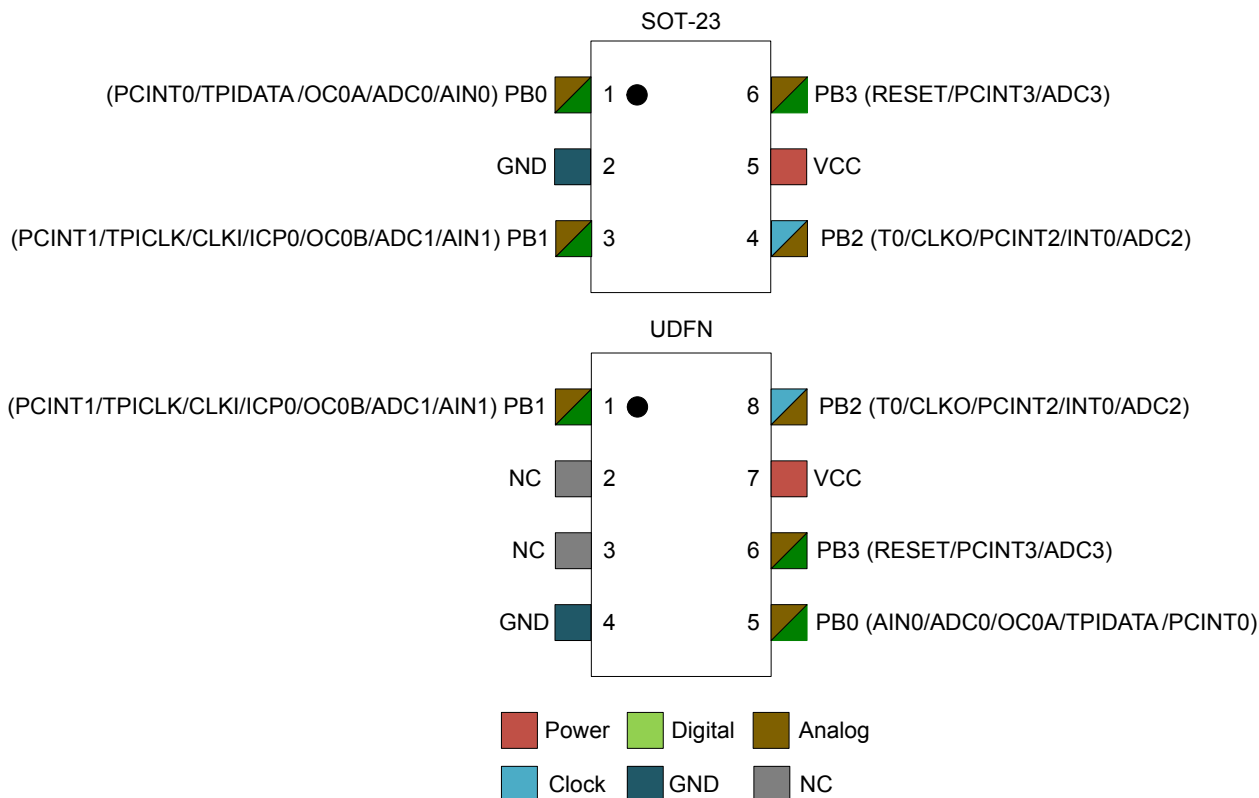 SOT-23
(PCINT0/TPIDATA/OC0A/ADC0/AIN0) PB0 1 6 PB3 (RESET/PCINT3/ADC3)
GND 2 5 VCC
(PCINT1/TPICLK/CLKI/ICP0/OC0B/ADC1/AIN1) PB1 3 4 PB2 (T0/CLKO/PCINT2/INT0/ADC2)
UDFN
(PCINT1/TPICLK/CLKI/ICP0/OC0B/ADC1/AIN1) PB1 1 8 PB2 (T0/CLKO/PCINT2/INT0/ADC2)
NC 2 7 VCC
NC 3 6 PB3 (RESET/PCINT3/ADC3)
GND 4 5 PB0 (AIN0/ADC0/OC0A/TPIDATA/PCINT0)
Power Digital Analog
Clock GND NC